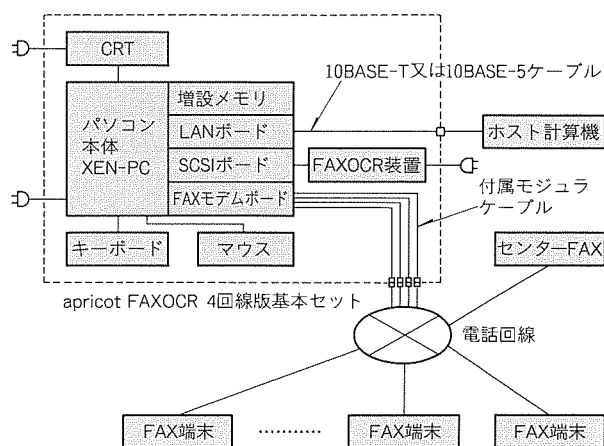 CRT
10BASE-T又は10BASE-5ケーブル
増設メモリ
パソコン
本体
XEN-PC
LANボード
ホスト計算機
SCSIボード
FAXOCR装置
FAXモデムボード
付属モジュラ
ケーブル
キーボード
マウス
センターFAX
apricot FAXOCR 4回線版基本セット
電話回線
FAX端末
…………
FAX端末
FAX端末